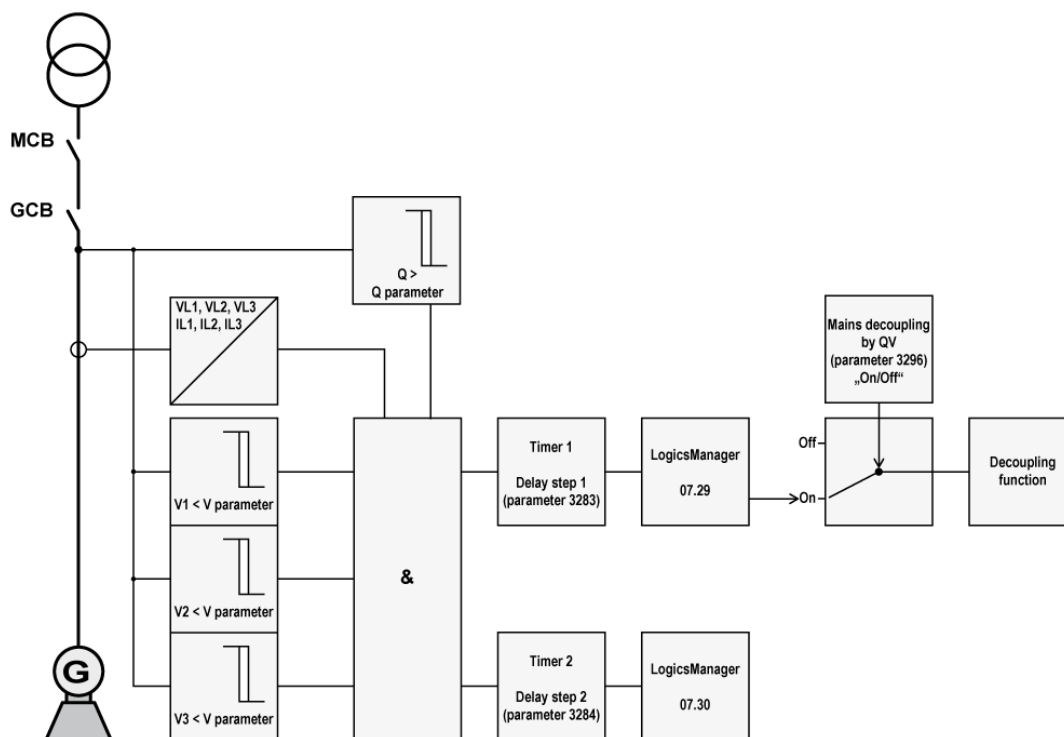 MCB
GCB
Q >
Q parameter
VL1, VL2, VL3
IL1, IL2, IL3
Mains decoupling
by QV
(parameter 3296)
„On/Off“
V1 < V parameter
V2 < V parameter
V3 < V parameter
&
Timer 1
Delay step 1
(parameter 3283)
LogicsManager
07.29
Off
On
Decoupling
function
Timer 2
Delay step 2
(parameter 3284)
LogicsManager
07.30
G